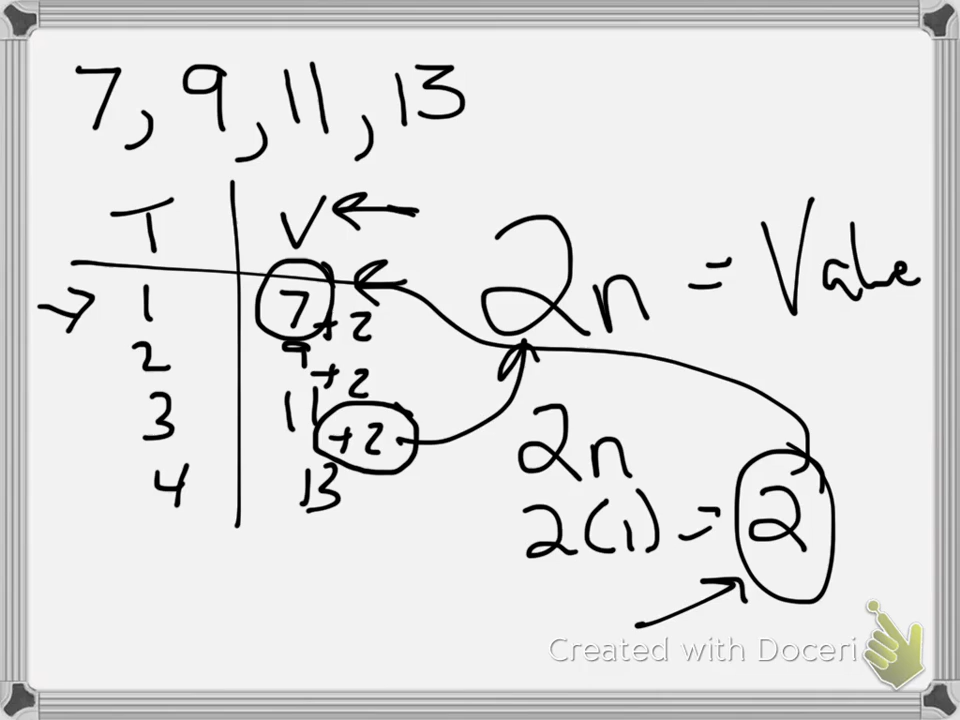 7, 9, 11, 13
T V
2n = Value
1 7
+2
2 9
+2
3 11
+2
4 13
2n
2(1) = 2
Created with Doceri